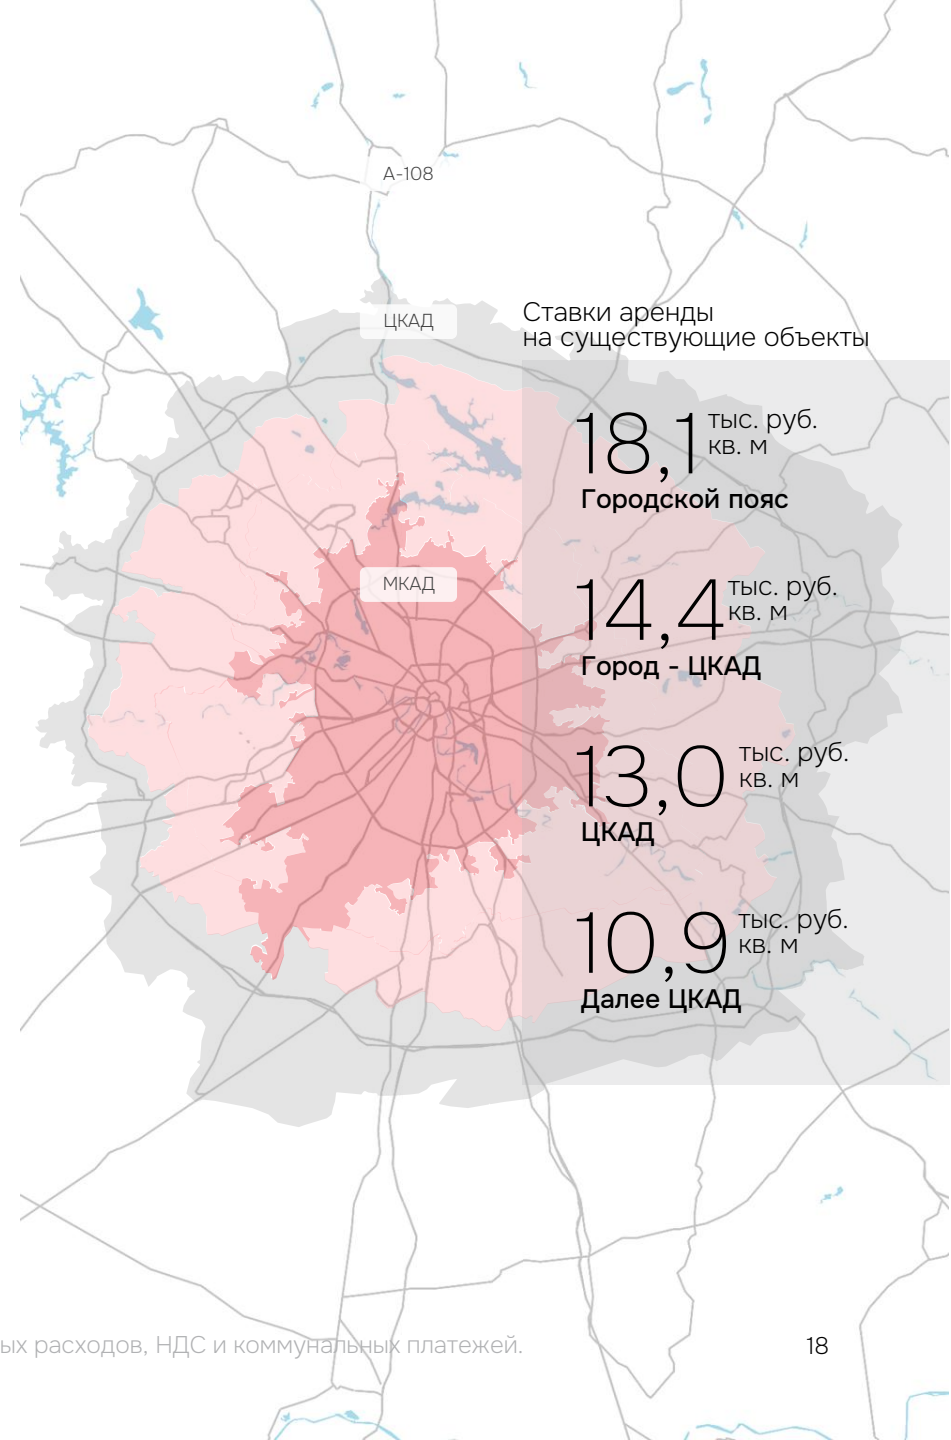 А-108
ЦКАД
Ставки аренды
на существующие объекты
18,1 тыс. руб.
кв. м
Городской пояс
МКАД
14,4 тыс. руб.
кв. м
Город - ЦКАД
13,0 тыс. руб.
кв. м
ЦКАД
10,9 тыс. руб.
кв. м
Далее ЦКАД
ых расходов, НДС и коммунальных платежей.
18